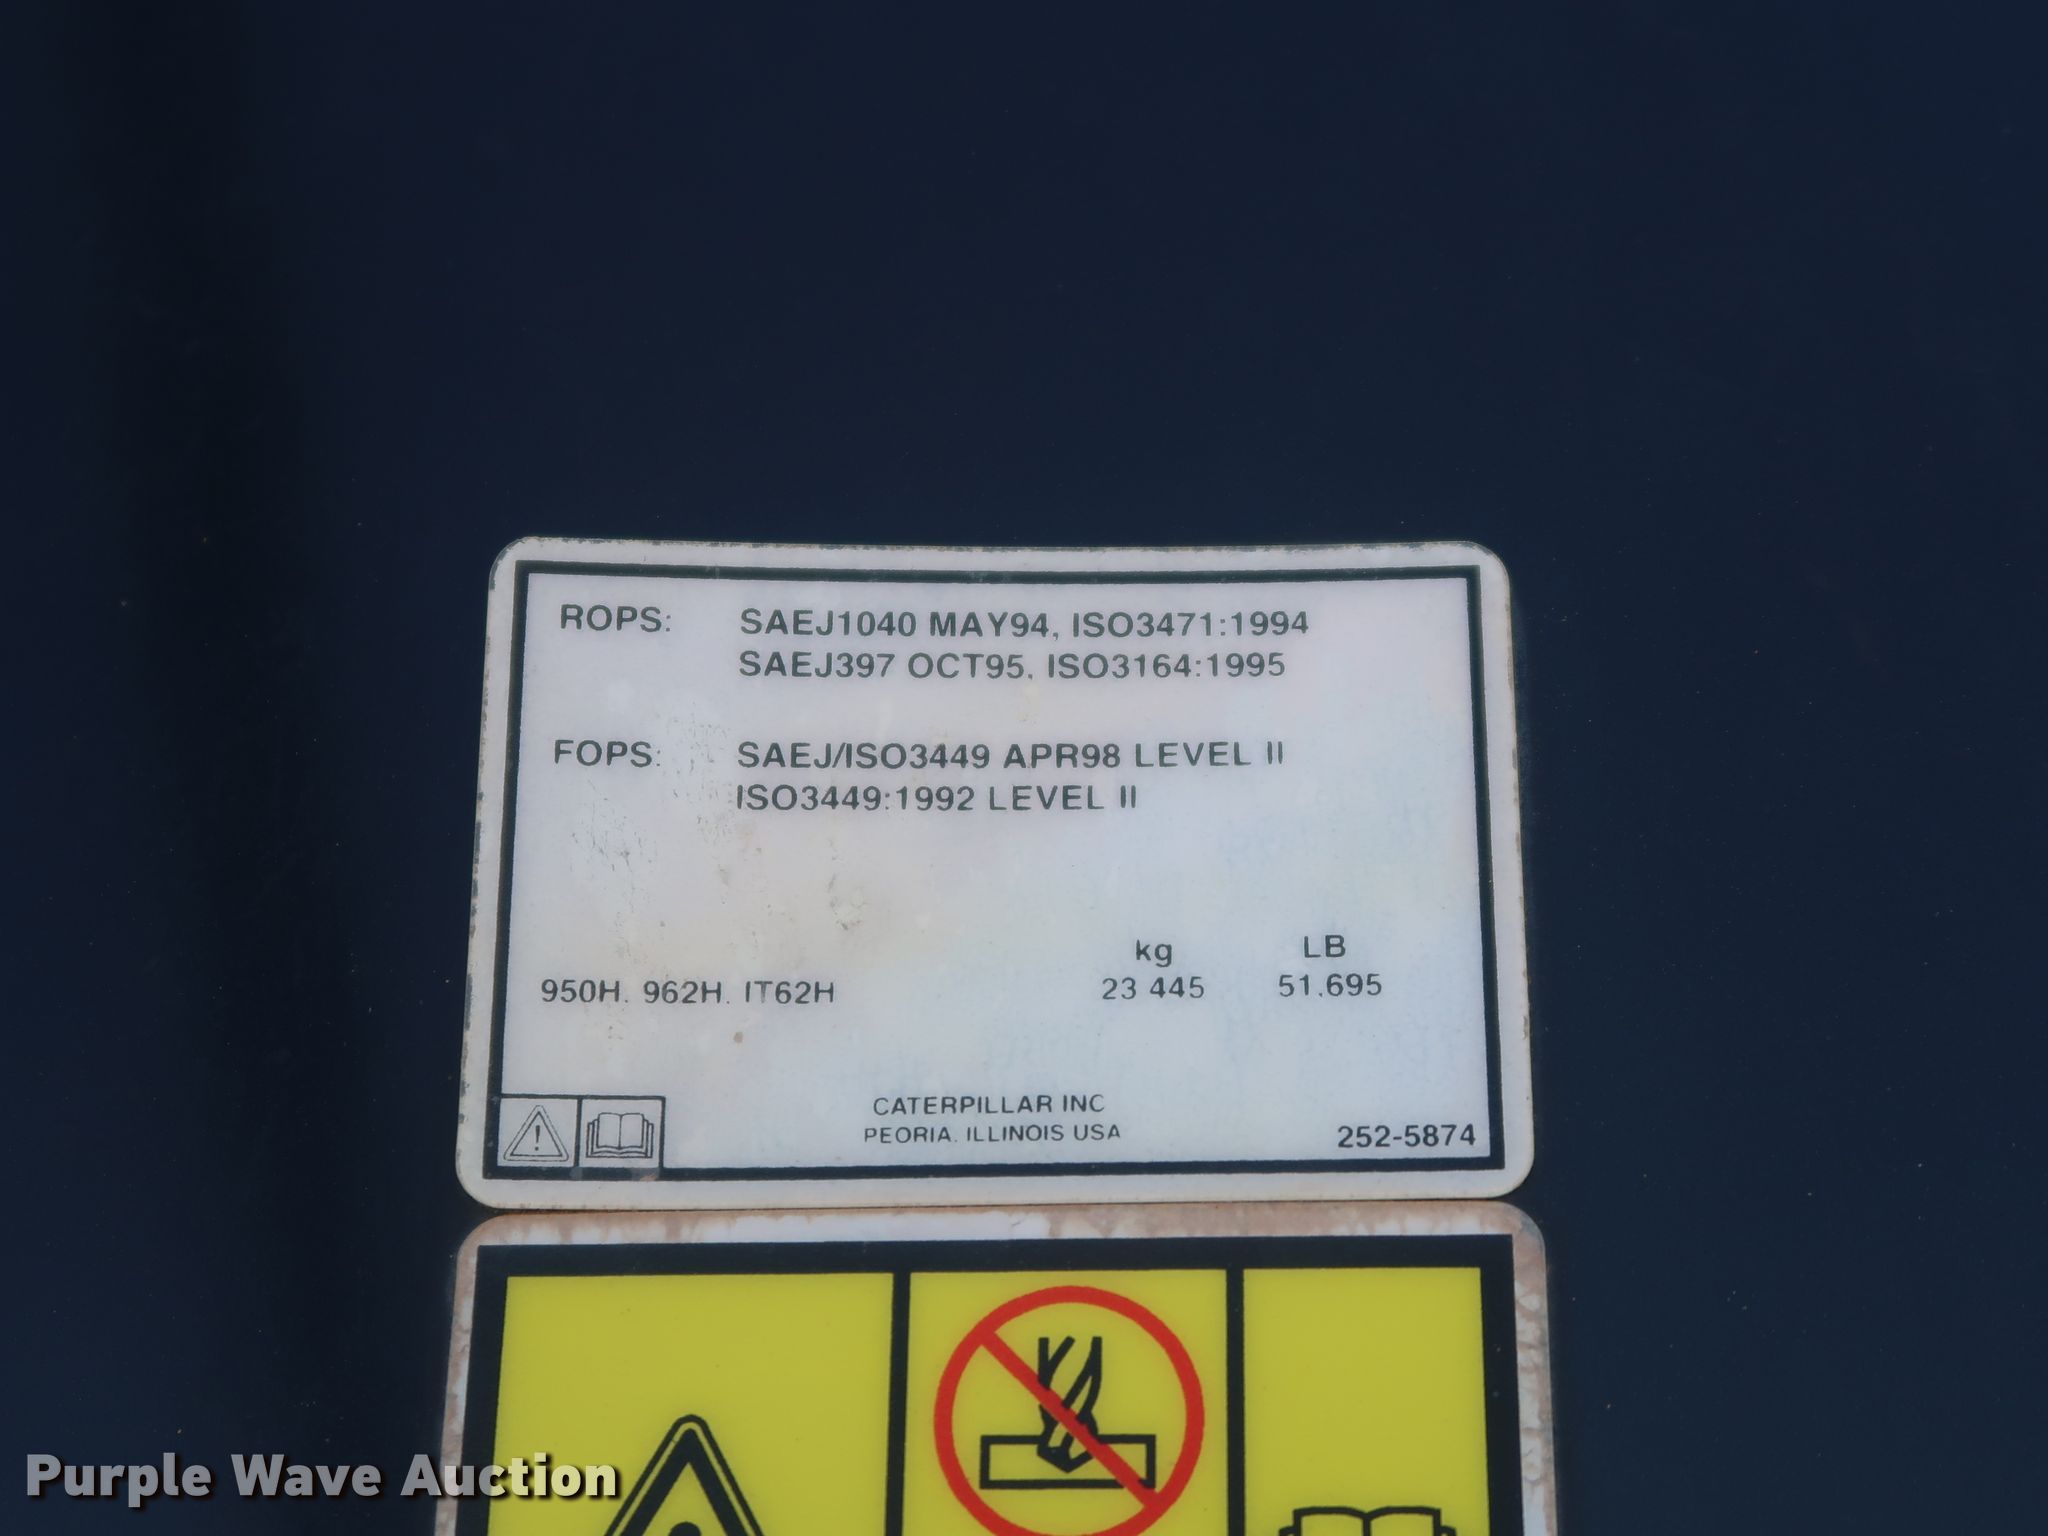 ROPS: SAEJ1040 MAY94, ISO3471:1994
SAEJ397 OCT95, ISO3164:1995
FOPS: SAEJ/ISO3449 APR98 LEVEL II
ISO3449:1992 LEVEL II
kg LB
950H, 962H, IT62H 23 445 51,695
CATERPILLAR INC
PEORIA, ILLINOIS USA
252-5874
Purple Wave Auction